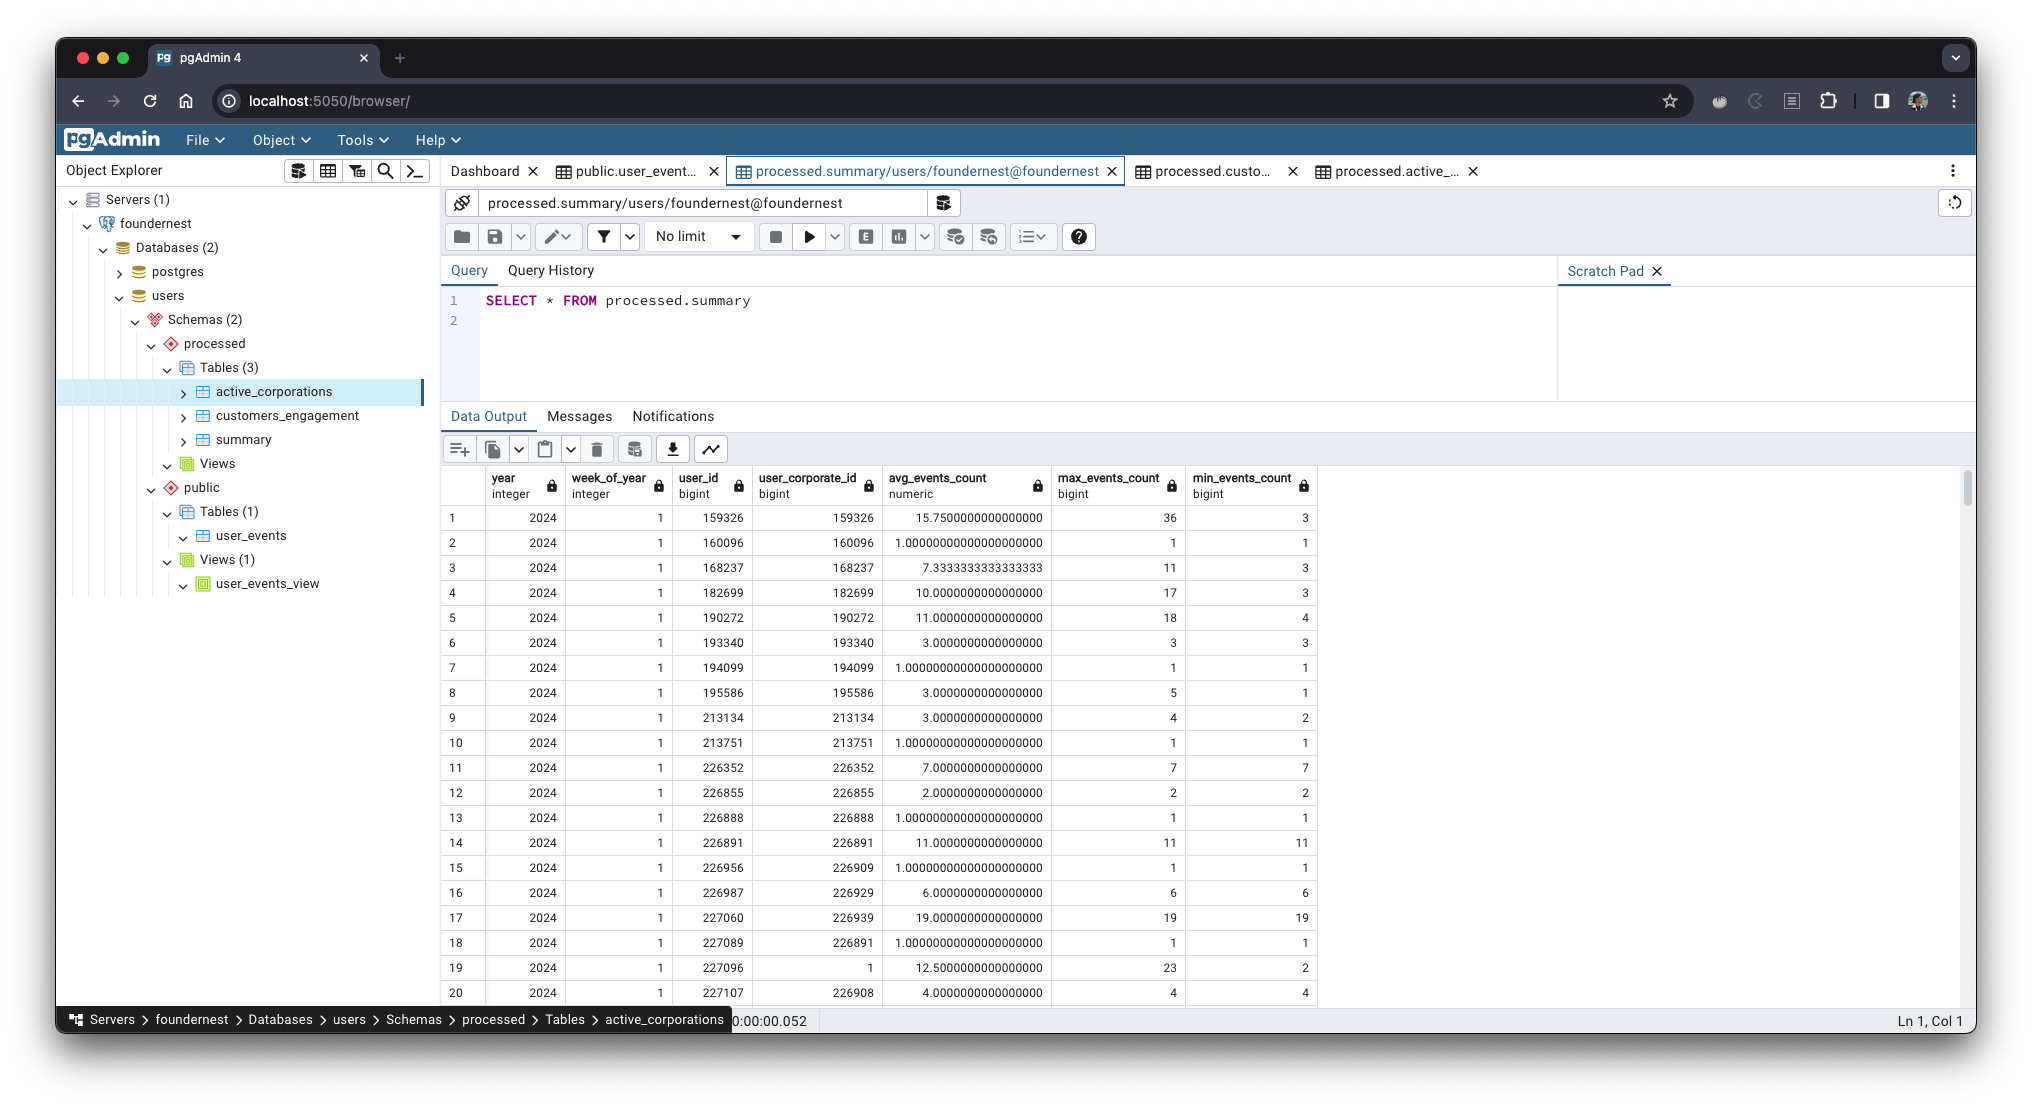 pgAdmin 4
localhost:5050/browser/
pgAdmin File Object Tools Help
Object Explorer
Servers (1)
foundernest
Databases (2)
postgres
users
Schemas (2)
processed
Tables (3)
active_corporations
customers_engagement
summary
Views
public
Tables (1)
user_events
Views (1)
user_events_view
Dashboard public.user_event... processed.summary/users/foundernest@foundernest processed.custo... processed.active_...
processed.summary/users/foundernest@foundernest
No limit
E
Query Query History
Scratch Pad
1 SELECT * FROM processed.summary
2
Data Output Messages Notifications
year integer week_of_year integer user_id bigint user_corporate_id bigint avg_events_count numeric max_events_count bigint min_events_count bigint
1 2024 1 159326 159326 15.7500000000000000 36 3
2 2024 1 160096 160096 1.00000000000000000000 1 1
3 2024 1 168237 168237 7.3333333333333333 11 3
4 2024 1 182699 182699 10.0000000000000000 17 3
5 2024 1 190272 190272 11.0000000000000000 18 4
6 2024 1 193340 193340 3.0000000000000000 3 3
7 2024 1 194099 194099 1.00000000000000000000 1 1
8 2024 1 195586 195586 3.0000000000000000 5 1
9 2024 1 213134 213134 3.0000000000000000 4 2
10 2024 1 213751 213751 1.00000000000000000000 1 1
11 2024 1 226352 226352 7.0000000000000000 7 7
12 2024 1 226855 226855 2.0000000000000000 2 2
13 2024 1 226888 226888 1.00000000000000000000 1 1
14 2024 1 226891 226891 11.0000000000000000 11 11
15 2024 1 226956 226909 1.00000000000000000000 1 1
16 2024 1 226987 226929 6.0000000000000000 6 6
17 2024 1 227060 226939 19.0000000000000000 19 19
18 2024 1 227089 226891 1.00000000000000000000 1 1
19 2024 1 227096 1 12.5000000000000000 23 2
20 2024 1 227107 226908 4.0000000000000000 4 4
Servers > foundernest > Databases > users > Schemas > processed > Tables > active_corporations 0:00:00.052 Ln 1, Col 1